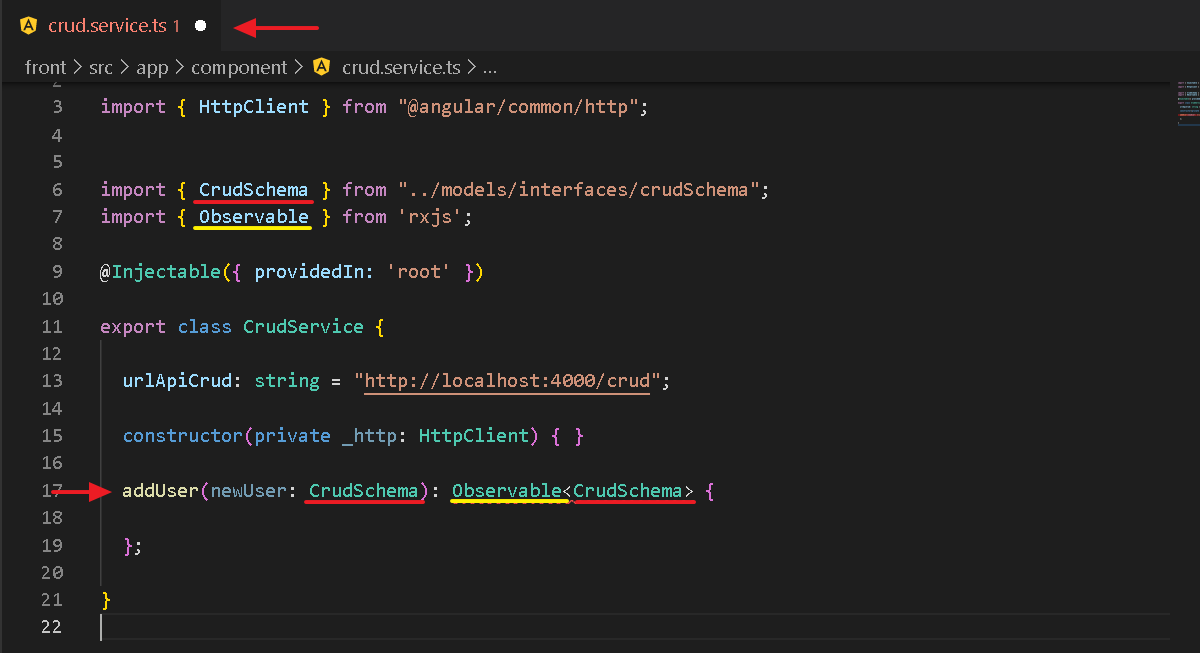 crud.service.ts 1
front > src > app > component > crud.service.ts > ...
2
3 import { HttpClient } from "@angular/common/http";
4
5
6 import { CrudSchema } from "../models/interfaces/crudSchema";
7 import { Observable } from 'rxjs';
8
9 @Injectable({ providedIn: 'root' })
10
11 export class CrudService {
12
13 urlApiCrud: string = "http://localhost:4000/crud";
14
15 constructor(private _http: HttpClient) { }
16
17 addUser(newUser: CrudSchema): Observable<CrudSchema> {
18
19 };
20
21 }
22